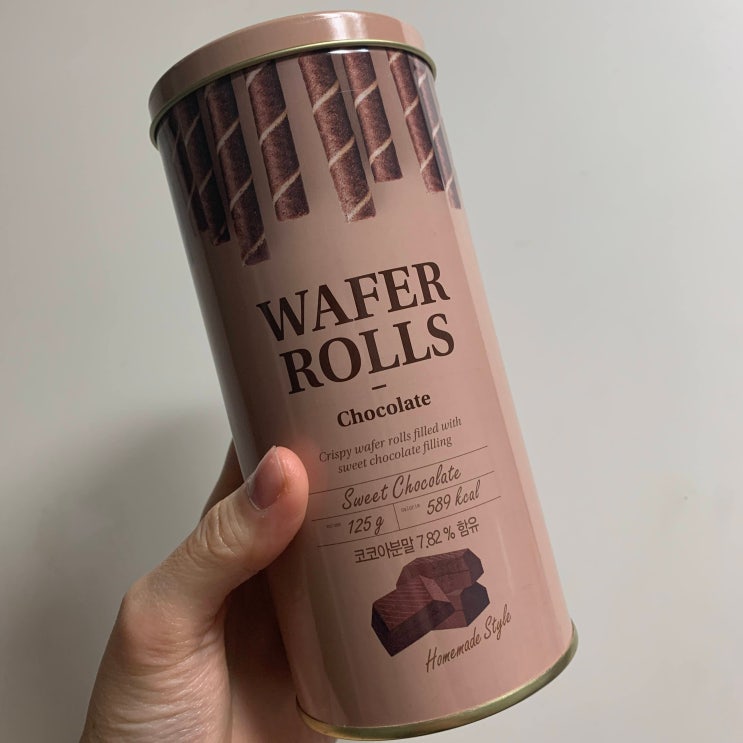 WAFER
ROLLS
Chocolate
Crispy wafer rolls filled with
sweet chocolate filling
Sweet Chocolate
125 g 589 kcal
코코아분말 7.82 % 함유
Homemade Style